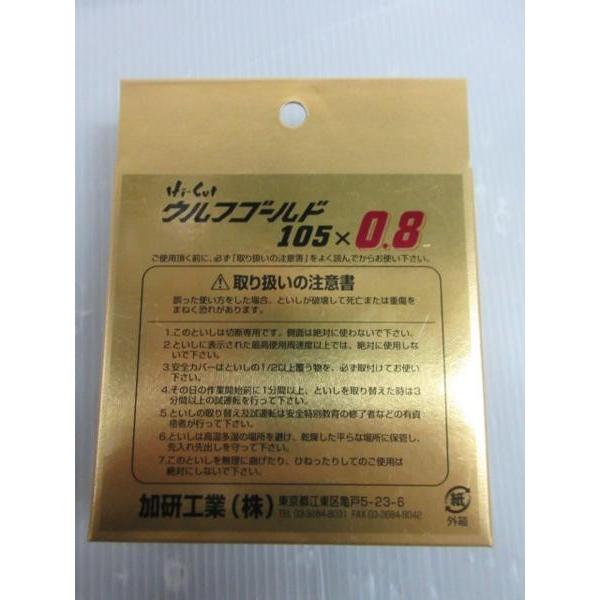 Hi-Cut
ウルフゴールド
105×0.8
ご使用頂く前に、必ず「取り扱いの注意書」をよく読んでからお使い下さい。
取り扱いの注意書
誤った使い方をした場合、といしが破壊して死亡または重傷を
まねく恐れがあります。
1.このといしは切断専用です。側面は絶対に使わないで下さい。
2.といしに表示された最高使用周速度以上では、絶対に使用しな
いで下さい。
3.安全カバーはといしの1/2以上覆う物を、必ず取付けてお使い
下さい。
4.その日の作業開始前に1分間以上、といしを取り替えた時は3
分間以上の試運転を行って下さい。
5.といしの取り替え及試運転は安全特別教育の修了者などの有資
格者が行って下さい。
6.といしは高温多湿の場所を避け、乾燥した平らな場所に保管し、
先入れ先出しを守って下さい。
7.このといしを無理に曲げたり、ひねったりしてのご使用は
絶対にしないで下さい。
加研工業(株) 東京都江東区亀戸5-23-6
TEL 03-3684-8031 FAX 03-3684-8042
紙
外箱